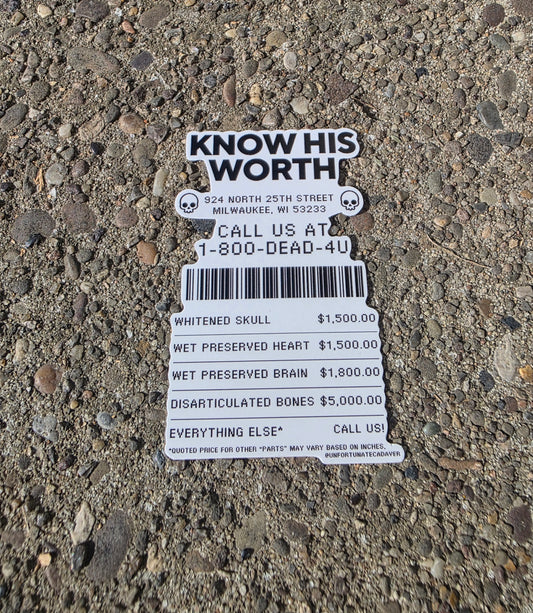 KNOW HIS
WORTH
924 NORTH 25TH STREET
MILWAUKEE, WI 53233
CALL US AT
1-800-DEAD-4U
WHITENED SKULL $1,500.00
WET PRESERVED HEART $1,500.00
WET PRESERVED BRAIN $1,800.00
DISARTICULATED BONES $5,000.00
EVERYTHING ELSE* CALL US!
*QUOTED PRICE FOR OTHER "PARTS" MAY VARY BASED ON INCHES.
@UNFORTUNATECADAVER